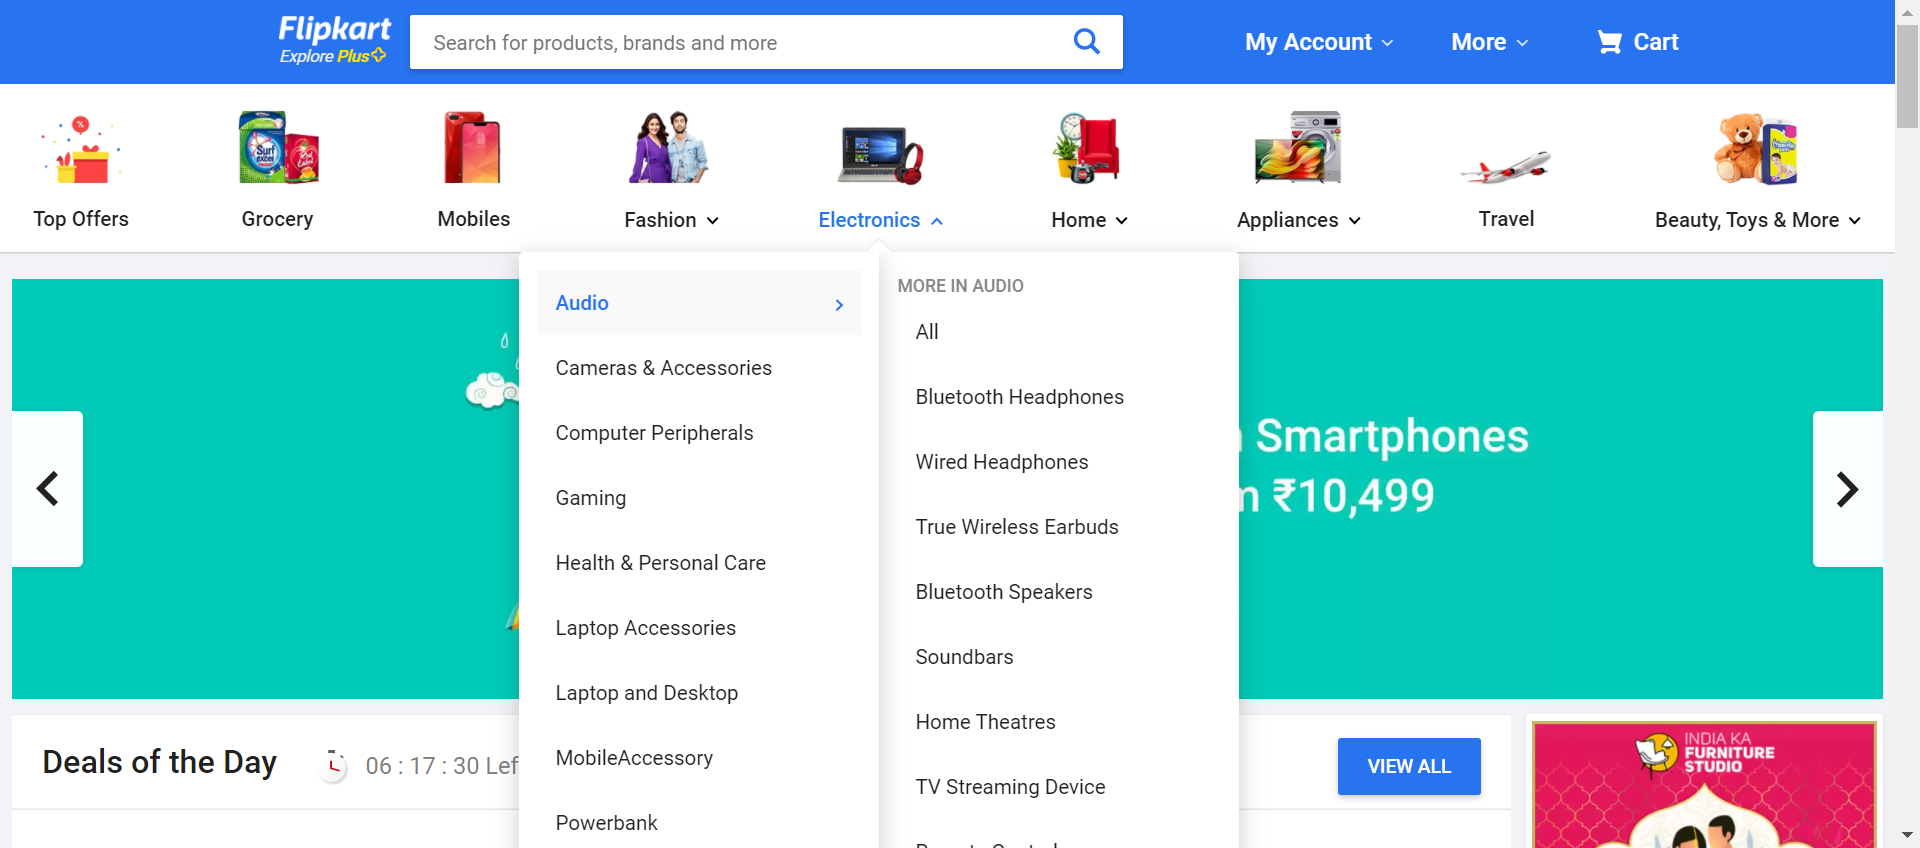 Flipkart
Explore Plus
Search for products, brands and more
My Account
More
Cart
Surf excel
Top Offers
Grocery
Mobiles
Fashion
Electronics
Home
Appliances
Travel
Beauty, Toys & More
Audio
Cameras & Accessories
Computer Peripherals
Gaming
Health & Personal Care
Laptop Accessories
Laptop and Desktop
MobileAccessory
Powerbank
MORE IN AUDIO
All
Bluetooth Headphones
Wired Headphones
True Wireless Earbuds
Bluetooth Speakers
Soundbars
Home Theatres
TV Streaming Device
Smartphones
₹10,499
Deals of the Day
06 : 17 : 30 Lef
VIEW ALL
INDIA KA
FURNITURE
STUDIO